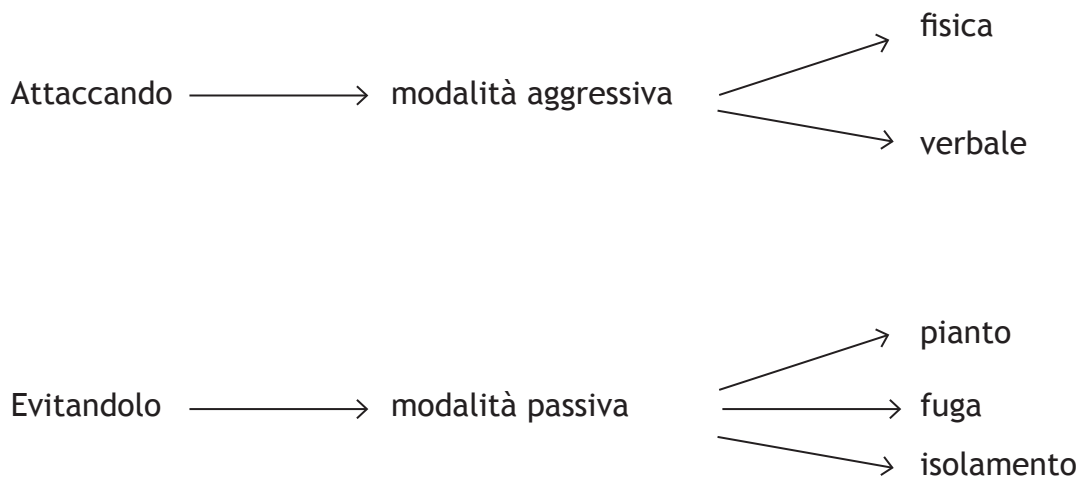 fisica
Attaccando modalità aggressiva
verbale
pianto
Evitandolo modalità passiva fuga
isolamento